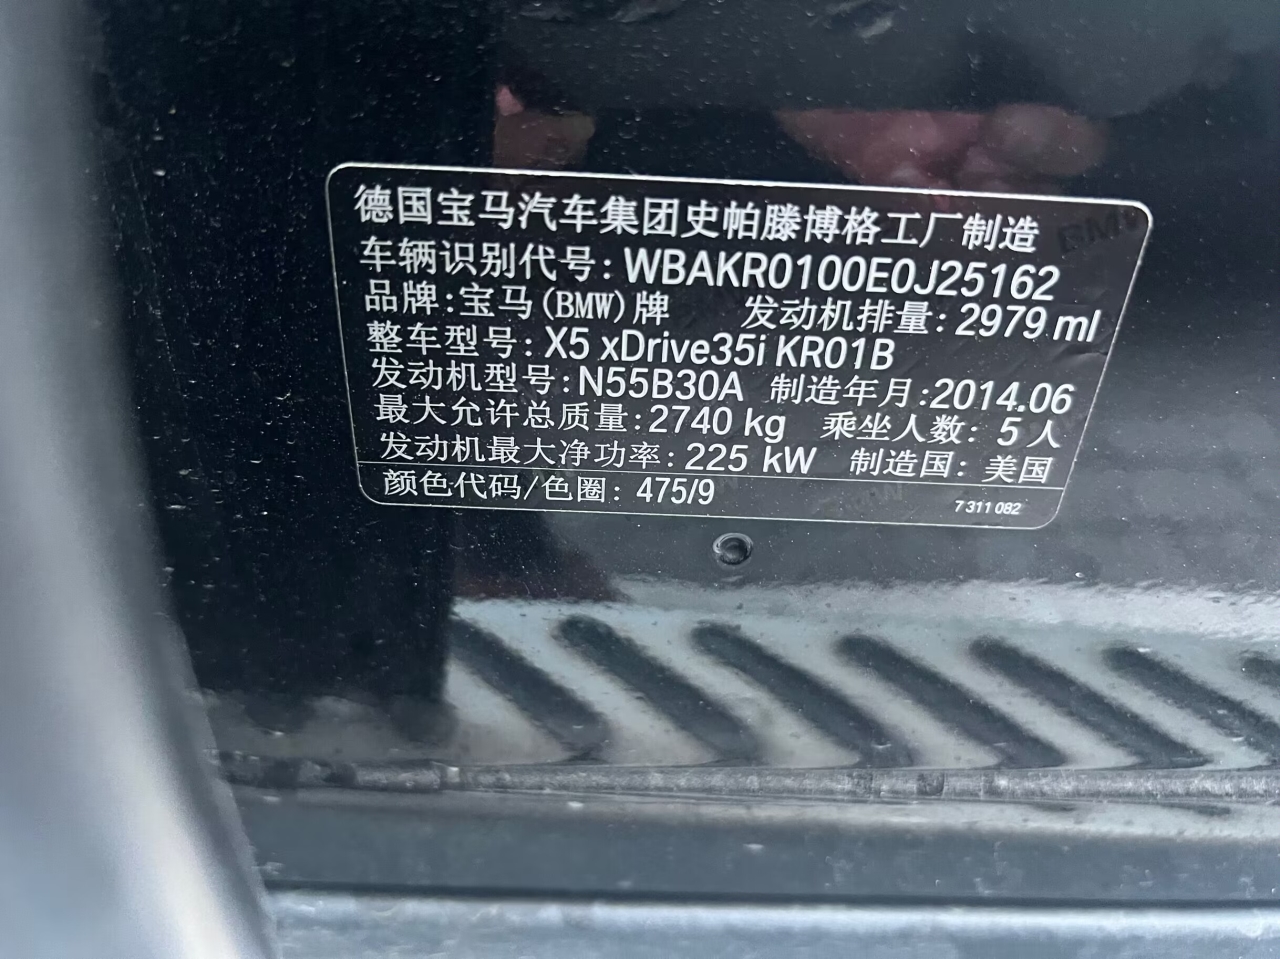 德国宝马汽车集团史帕滕博格工厂制造
车辆识别代号：WBAKR0100E0J25162
品牌：宝马(BMW)牌 发动机排量：2979 ml
整车型号：X5 xDrive35i KR01B
发动机型号：N55B30A 制造年月：2014.06
最大允许总质量：2740 kg 乘坐人数：5人
发动机最大净功率：225 kW 制造国：美国
颜色代码/色圈：475/9
7 311 082